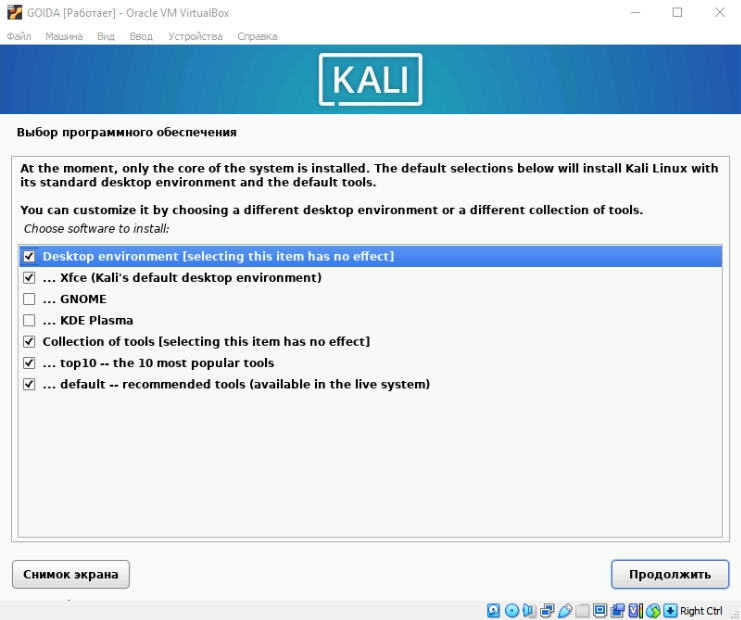 GOIDA [Работает] - Oracle VM VirtualBox
Файл Машина Вид Ввод Устройства Справка
KALI
Выбор программного обеспечения
At the moment, only the core of the system is installed. The default selections below will install Kali Linux with
its standard desktop environment and the default tools.
You can customize it by choosing a different desktop environment or a different collection of tools.
Choose software to install:
Desktop environment [selecting this item has no effect]
... Xfce (Kali's default desktop environment)
... GNOME
... KDE Plasma
Collection of tools [selecting this item has no effect]
... top10 -- the 10 most popular tools
... default -- recommended tools (available in the live system)
Снимок экрана
Продолжить
Right Ctrl